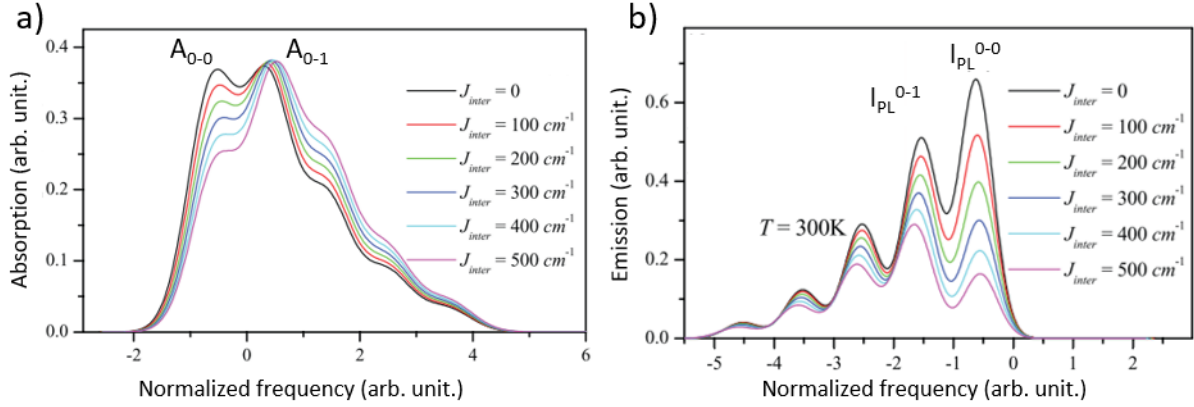 a)
A0-0
A0-1
0.4
0.3
0.2
0.1
0.0
Absorption (arb. unit.)
Jinter = 0
Jinter = 100 cm-1
Jinter = 200 cm-1
Jinter = 300 cm-1
Jinter = 400 cm-1
Jinter = 500 cm-1
-2 0 2 4 6
Normalized frequency (arb. unit.)
b)
IPL0-0
IPL0-1
0.6
0.4
0.2
0.0
Emission (arb. unit.)
T = 300K
Jinter = 0
Jinter = 100 cm-1
Jinter = 200 cm-1
Jinter = 300 cm-1
Jinter = 400 cm-1
Jinter = 500 cm-1
-5 -4 -3 -2 -1 0 1 2
Normalized frequency (arb. unit.)